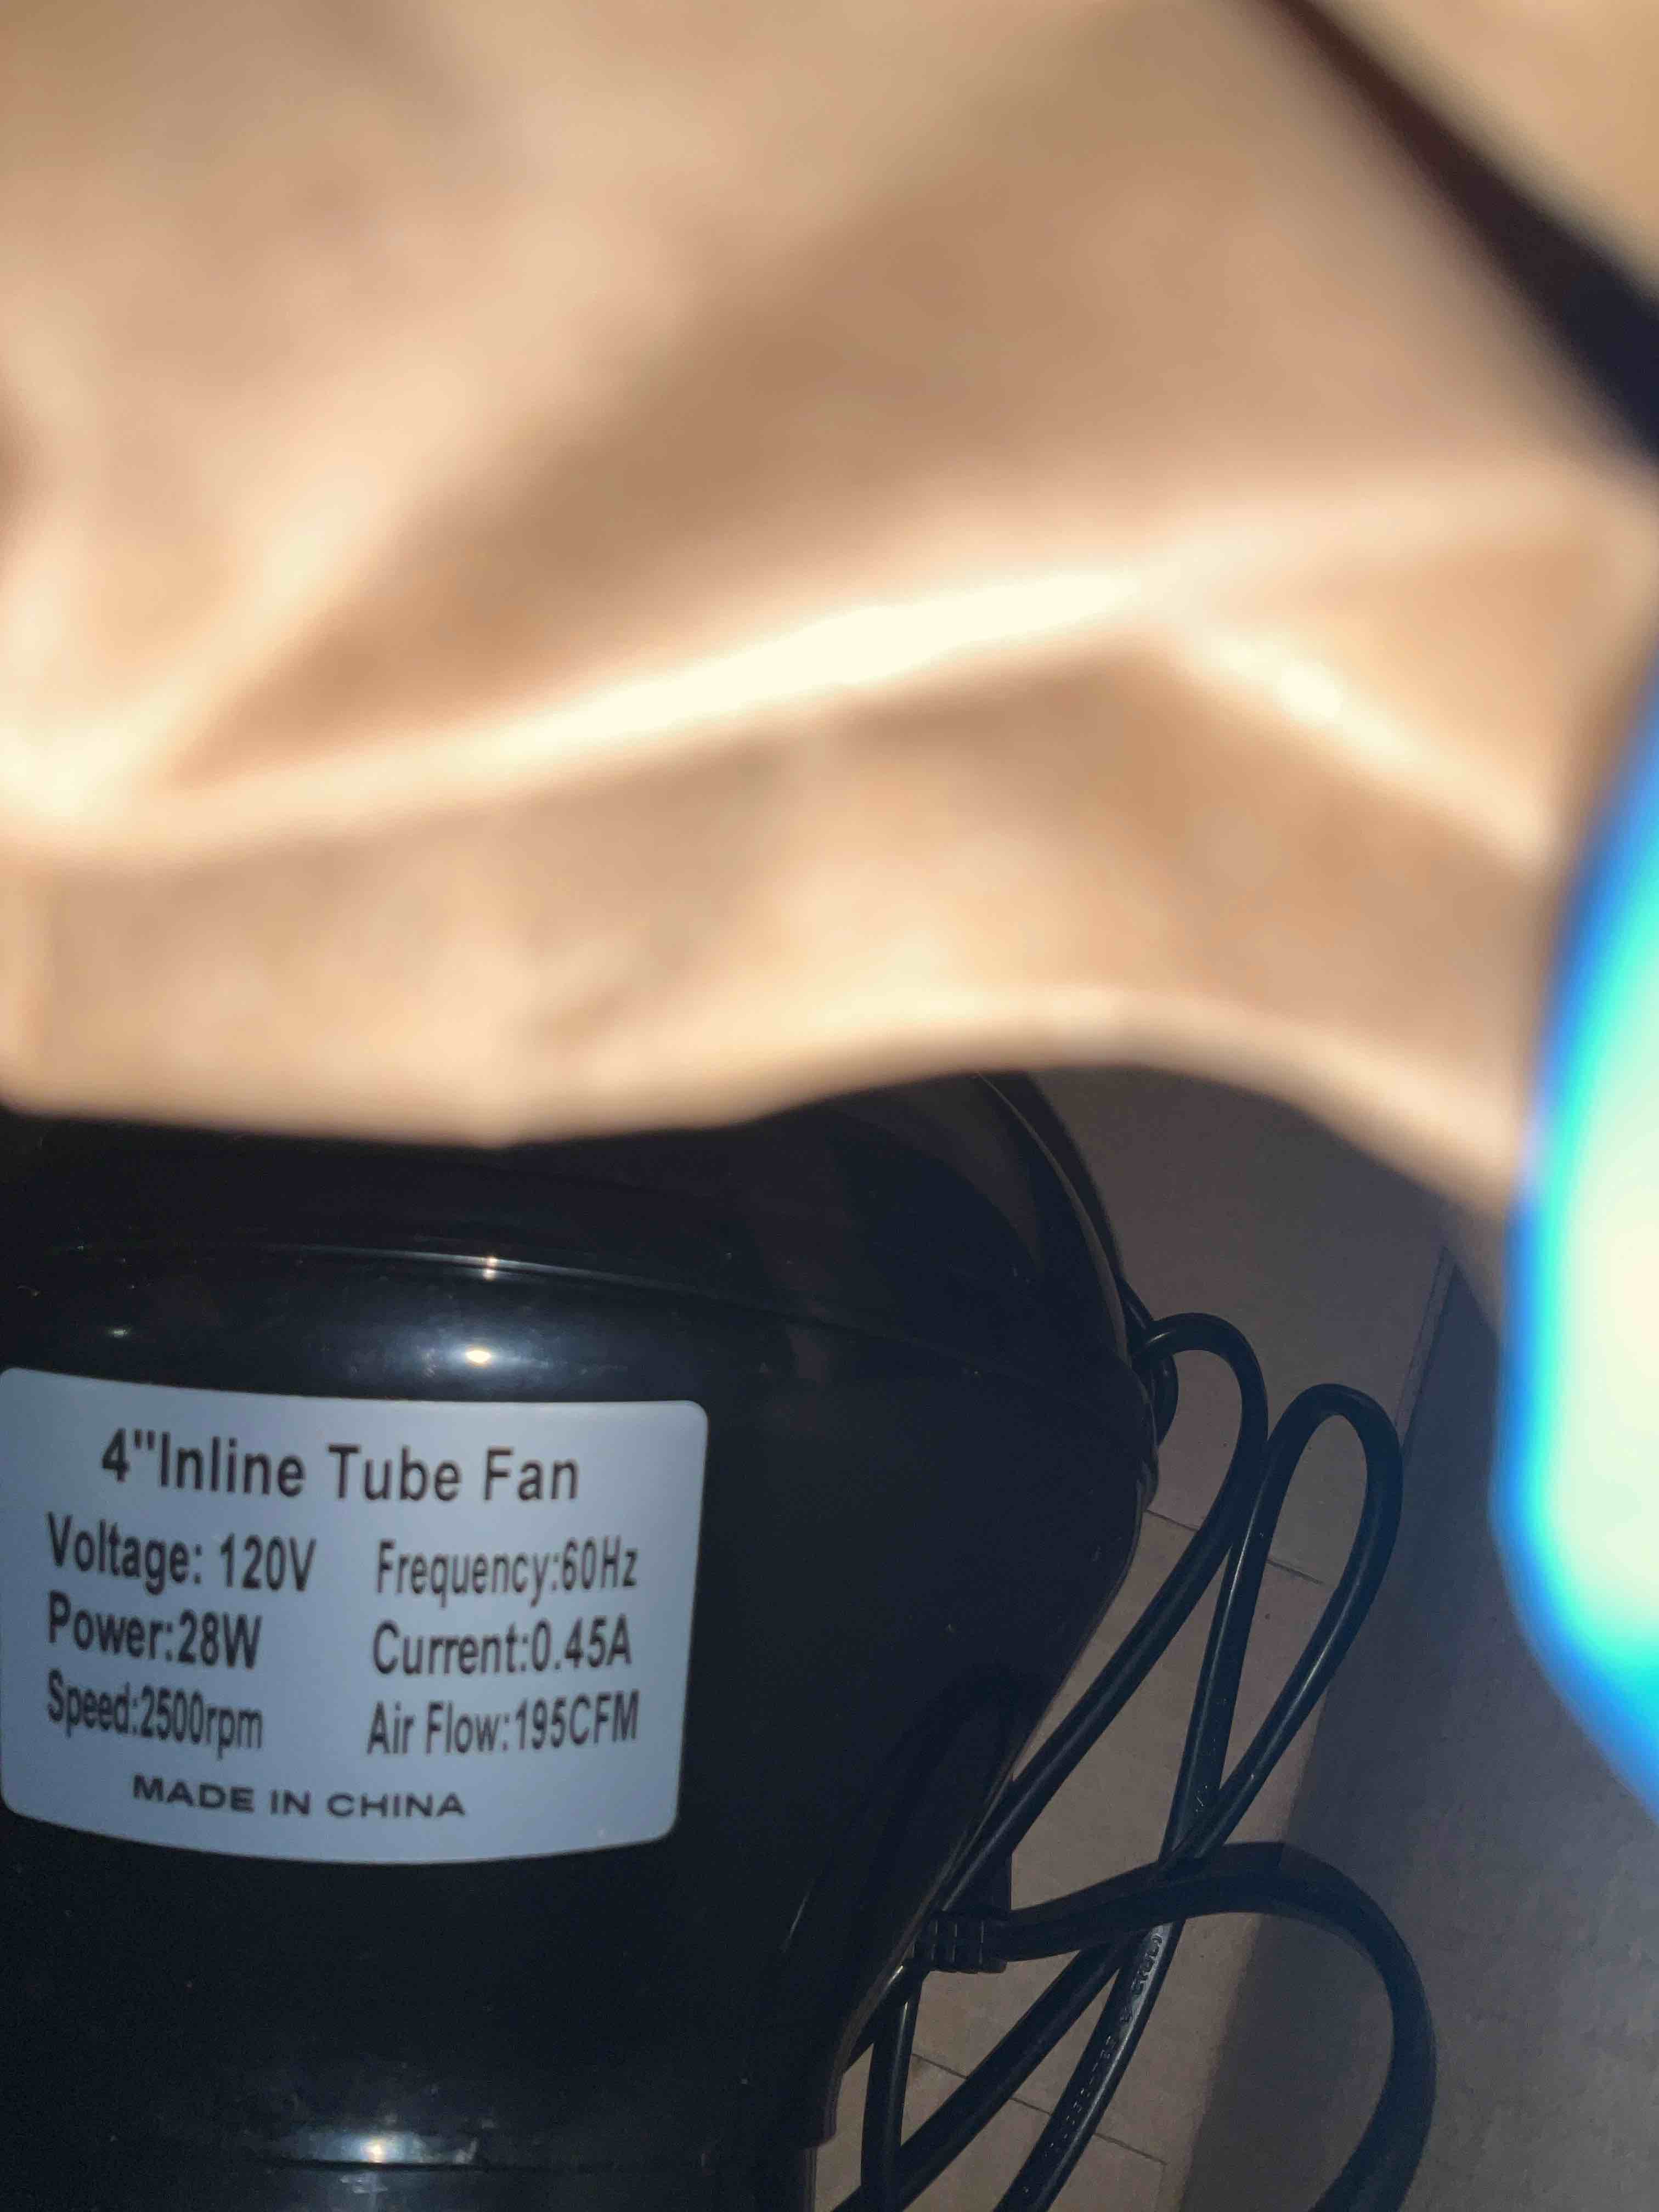 4"Inline Tube Fan
Voltage: 120V Frequency:60Hz
Power:28W Current:0.45A
Speed:2500rpm Air Flow:195CFM
MADE IN CHINA